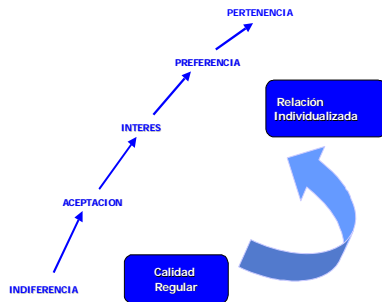 PERTENENCIA
PREFERENCIA
Relación
Individualizada
INTERES
ACEPTACION
Calidad
Regular
INDIFERENCIA